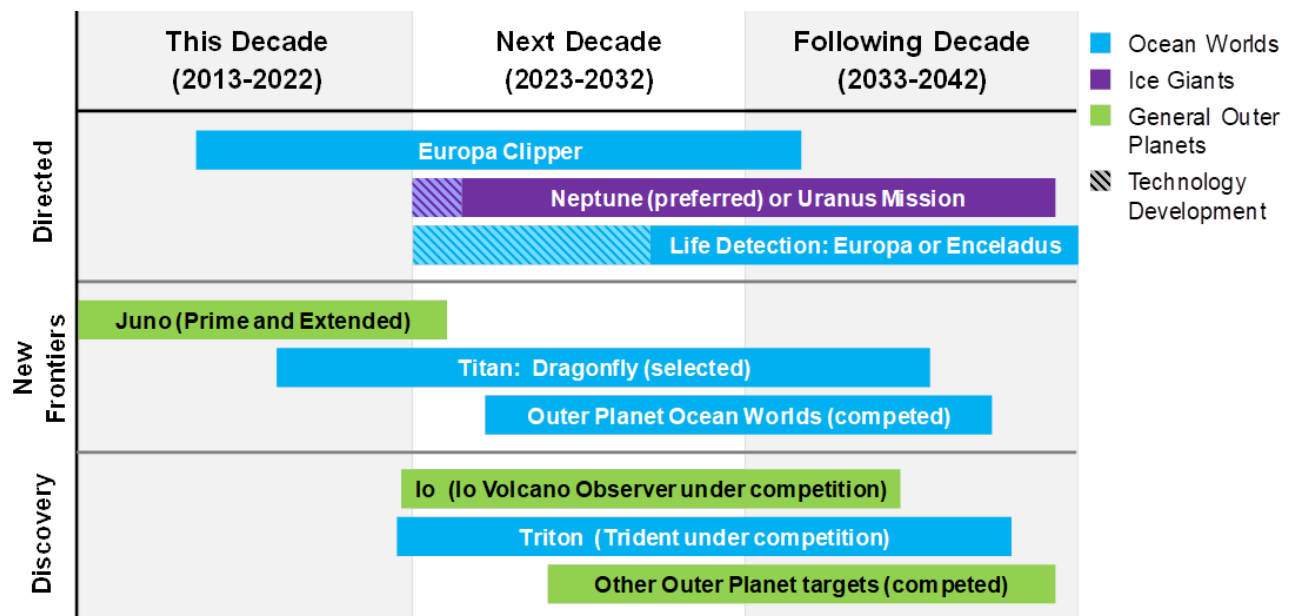 This Decade
(2013-2022)
Next Decade
(2023-2032)
Following Decade
(2033-2042)
Ocean Worlds
Ice Giants
General Outer
Planets
Technology
Development
Directed
Europa Clipper
Neptune (preferred) or Uranus Mission
Life Detection: Europa or Enceladus
New
Frontiers
Juno (Prime and Extended)
Titan: Dragonfly (selected)
Outer Planet Ocean Worlds (competed)
Discovery
Io (Io Volcano Observer under competition)
Triton (Trident under competition)
Other Outer Planet targets (competed)